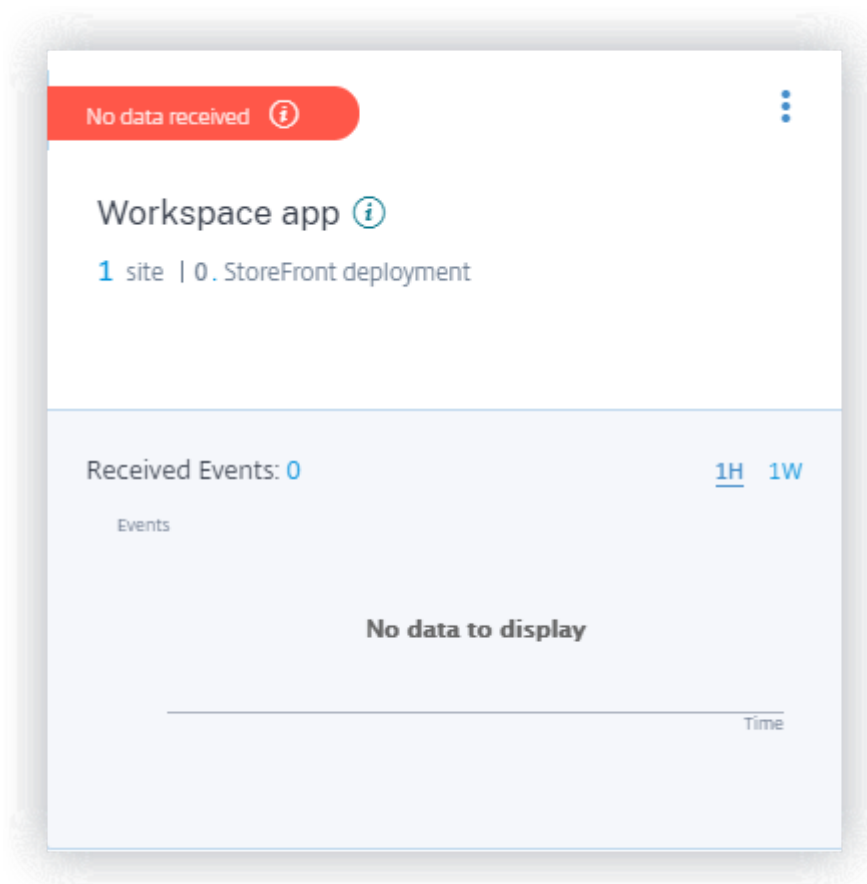 No data received
Workspace app
1 site | 0. StoreFront deployment
Received Events: 0
1H 1W
Events
No data to display
Time